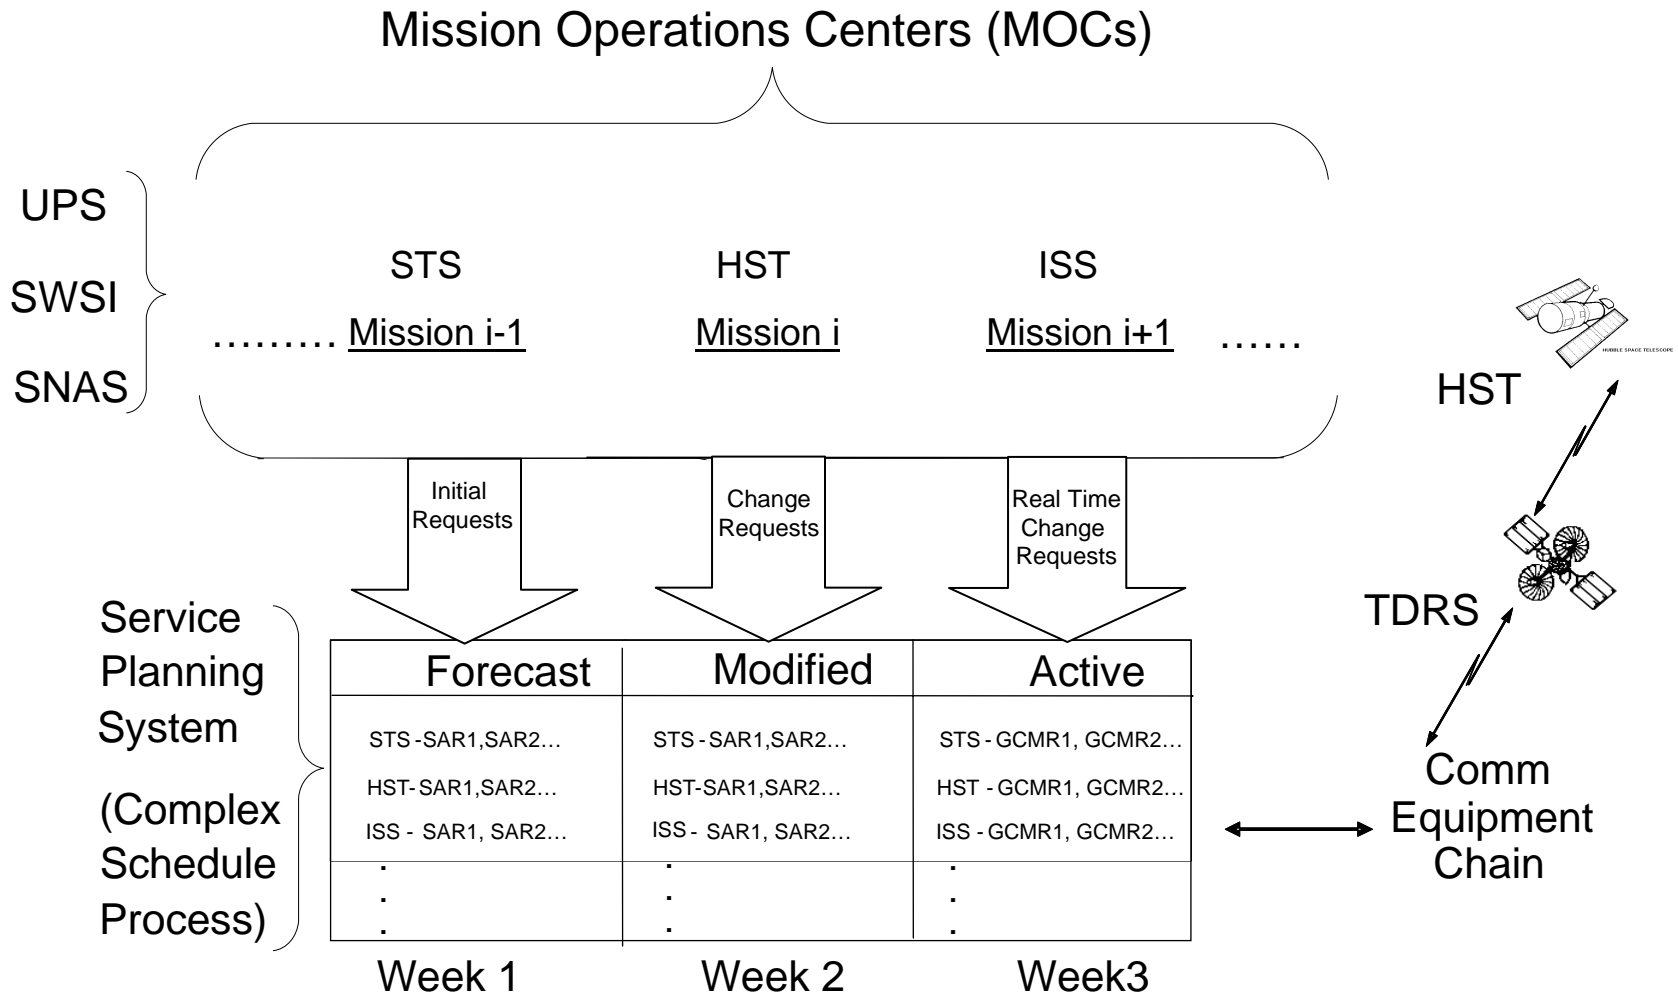 Mission Operations Centers (MOCs)
UPS
SWSI
SNAS
STS
HST
ISS
......... Mission i-1
Mission i
Mission i+1
......
HUBBLE SPACE TELESCOPE
HST
TDRS
Comm
Equipment
Chain
Initial
Requests
Change
Requests
Real Time
Change
Requests
Service
Planning
System
(Complex
Schedule
Process)
Forecast
Modified
Active
STS -SAR1,SAR2...
STS - SAR1,SAR2...
STS - GCMR1, GCMR2...
HST- SAR1,SAR2...
HST-SAR1,SAR2...
HST - GCMR1, GCMR2...
ISS - SAR1, SAR2...
ISS - SAR1, SAR2...
ISS - GCMR1, GCMR2...
. . .
. . .
. . .
Week 1
Week 2
Week3